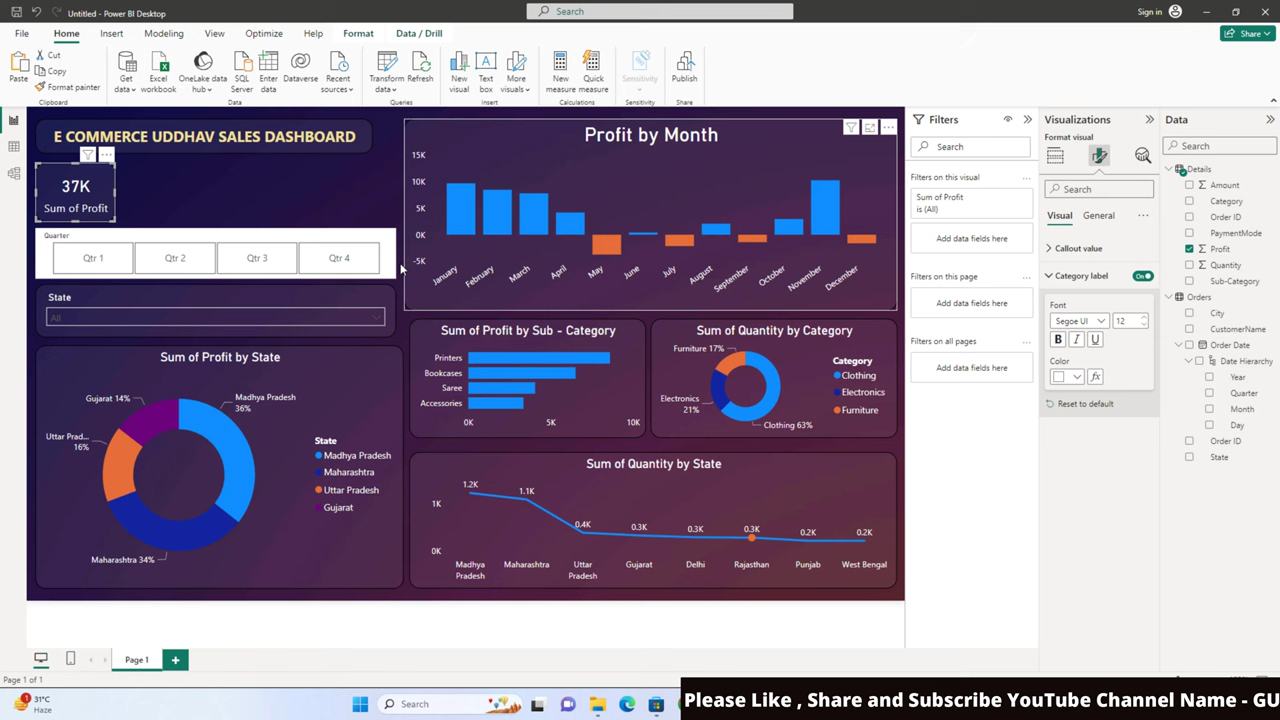 Untitled - Power BI Desktop
Search
Sign in
File
Home
Insert
Modeling
View
Optimize
Help
Format
Data / Drill
Share
Paste
Cut
Copy
Format painter
Get data
Excel workbook
OneLake data hub
SQL Server
Enter data
Dataverse
Recent sources
Transform data
Refresh
New visual
Text box
More visuals
New measure
Quick measure
Sensitivity
Publish
Clipboard
Data
Queries
Insert
Calculations
Sensitivity
Share
E COMMERCE UDDHAV SALES DASHBOARD
37K
Sum of Profit
Quarter
Qtr 1
Qtr 2
Qtr 3
Qtr 4
State
All
Profit by Month
15K
10K
5K
0K
-5K
January
February
March
April
May
June
July
August
September
October
November
December
Sum of Profit by State
Gujarat 14%
Madhya Pradesh
36%
Uttar Prad...
16%
Maharashtra 34%
State
Madhya Pradesh
Maharashtra
Uttar Pradesh
Gujarat
Sum of Profit by Sub - Category
Printers
Bookcases
Saree
Accessories
0K
5K
10K
Sum of Quantity by Category
Furniture 17%
Electronics
21%
Clothing 63%
Category
Clothing
Electronics
Furniture
Sum of Quantity by State
1K
0K
1.2K
1.1K
0.4K
0.3K
0.3K
0.3K
0.2K
0.2K
Madhya Pradesh
Maharashtra
Uttar Pradesh
Gujarat
Delhi
Rajasthan
Punjab
West Bengal
Filters
Search
Filters on this visual
Sum of Profit
is (All)
Add data fields here
Filters on this page
Add data fields here
Filters on all pages
Add data fields here
Visualizations
Format visual
Search
Visual
General
Callout value
Category label
On
Font
Segoe UI
12
B
I
U
Color
fx
Reset to default
Data
Search
Details
Amount
Category
Order ID
PaymentMode
Profit
Quantity
Sub-Category
Orders
City
CustomerName
Order Date
Date Hierarchy
Year
Quarter
Month
Day
Order ID
State
Page 1
Page 1 of 1
1
31°C
Haze
Search
Please Like , Share and Subscribe YouTube Channel Name - GU